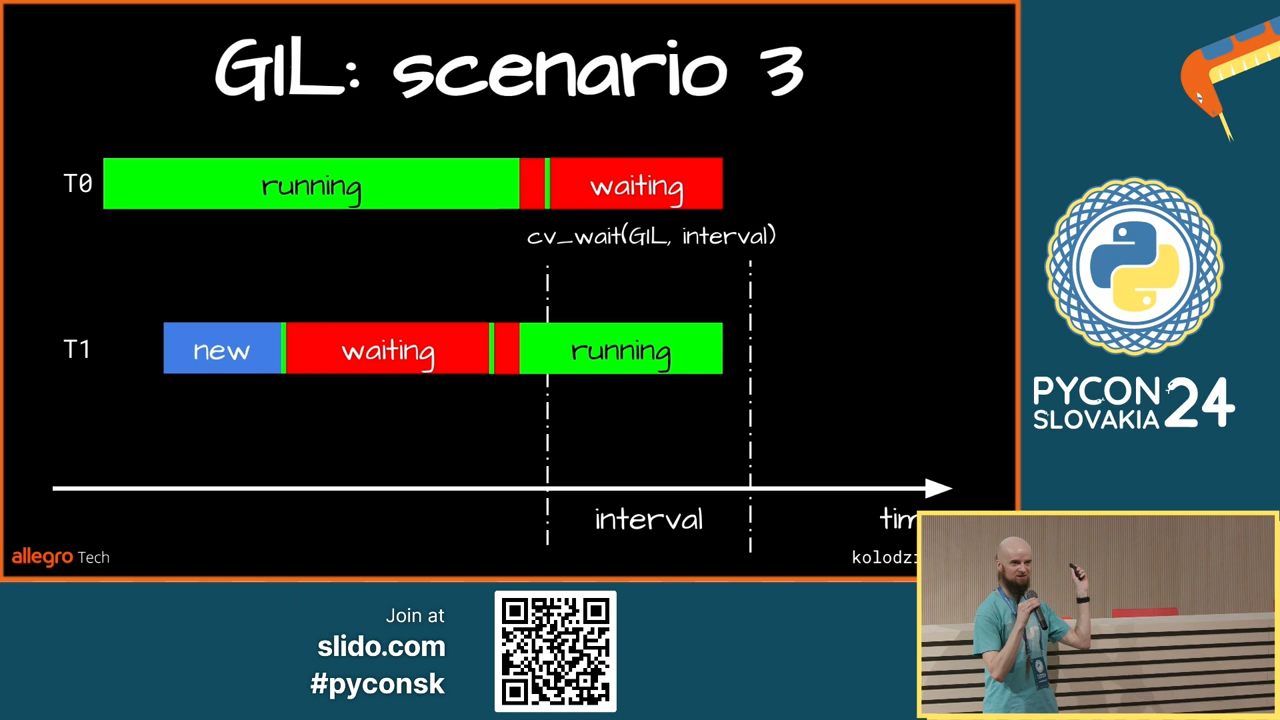 GIL: scenario 3
T0
running
waiting
cv_wait(GIL, interval)
T1
new
waiting
running
interval
allegro Tech
PYCON
SLOVAKIA
24
Join at
slido.com
#pyconsk